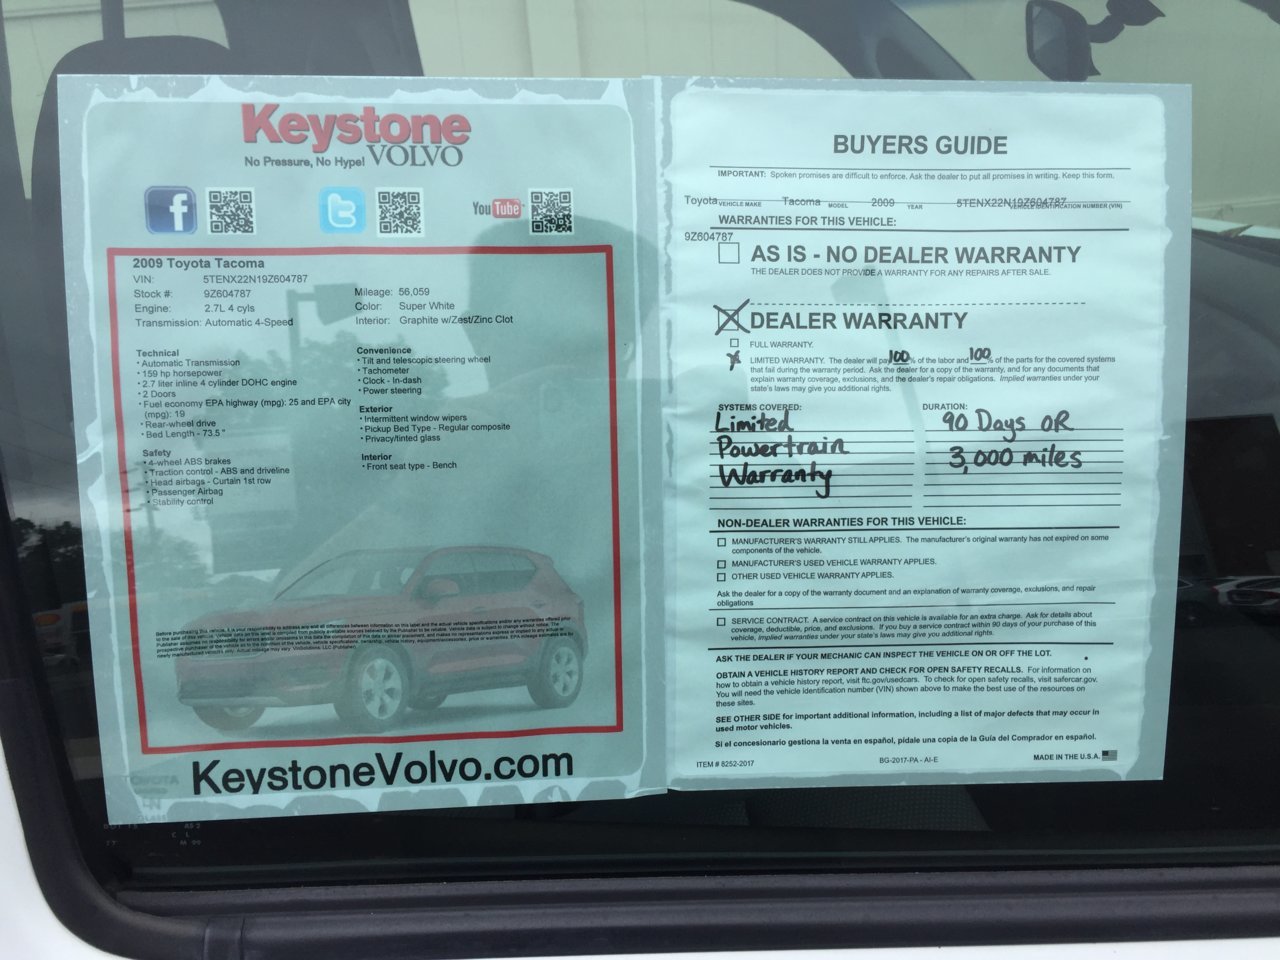 Keystone
No Pressure, No Hype! VOLVO
f
t
You Tube
2009 Toyota Tacoma
VIN: 5TENX22N19Z604787
Stock #: 9Z604787
Engine: 2.7L 4 cyls
Transmission: Automatic 4-Speed
Mileage: 56,059
Color: Super White
Interior: Graphite w/Zest/Zinc Clot
Technical
• Automatic Transmission
• 159 hp horsepower
• 2.7 liter inline 4 cylinder DOHC engine
• 2 Doors
• Fuel economy EPA highway (mpg): 25 and EPA city
(mpg): 19
• Rear-wheel drive
• Bed Length - 73.5 "
Safety
• 4-wheel ABS brakes
• Traction control - ABS and driveline
• Head airbags - Curtain 1st row
• Passenger Airbag
• Stability control
Convenience
• Tilt and telescopic steering wheel
• Tachometer
• Clock - In-dash
• Power steering
Exterior
• Intermittent window wipers
• Pickup Bed Type - Regular composite
• Privacy/tinted glass
Interior
• Front seat type - Bench
KeystoneVolvo.com
BUYERS GUIDE
IMPORTANT: Spoken promises are difficult to enforce. Ask the dealer to put all promises in writing. Keep this form.
Toyota VEHICLE MAKE Tacoma MODEL 2009 YEAR 5TENX22N19Z604787 VEHICLE IDENTIFICATION NUMBER (VIN)
WARRANTIES FOR THIS VEHICLE:
9Z604787
AS IS - NO DEALER WARRANTY
THE DEALER DOES NOT PROVIDE A WARRANTY FOR ANY REPAIRS AFTER SALE.
DEALER WARRANTY
FULL WARRANTY.
LIMITED WARRANTY. The dealer will pay 100 % of the labor and 100 % of the parts for the covered systems
that fail during the warranty period. Ask the dealer for a copy of the warranty, and for any documents that
explain warranty coverage, exclusions, and the dealer's repair obligations. Implied warranties under your
state's laws may give you additional rights.
SYSTEMS COVERED:
Limited
Powertrain
Warranty
DURATION:
90 Days OR
3,000 miles
NON-DEALER WARRANTIES FOR THIS VEHICLE:
MANUFACTURER'S WARRANTY STILL APPLIES. The manufacturer's original warranty has not expired on some
components of the vehicle.
MANUFACTURER'S USED VEHICLE WARRANTY APPLIES.
OTHER USED VEHICLE WARRANTY APPLIES.
Ask the dealer for a copy of the warranty document and an explanation of warranty coverage, exclusions, and repair
obligations
SERVICE CONTRACT. A service contract on this vehicle is available for an extra charge. Ask for details about
coverage, deductible, price, and exclusions. If you buy a service contract within 90 days of your purchase of this
vehicle, implied warranties under your state's laws may give you additional rights.
ASK THE DEALER IF YOUR MECHANIC CAN INSPECT THE VEHICLE ON OR OFF THE LOT.
OBTAIN A VEHICLE HISTORY REPORT AND CHECK FOR OPEN SAFETY RECALLS. For information on
how to obtain a vehicle history report, visit ftc.gov/usedcars. To check for open safety recalls, visit safercar.gov.
You will need the vehicle identification number (VIN) shown above to make the best use of the resources on
these sites.
SEE OTHER SIDE for important additional information, including a list of major defects that may occur in
used motor vehicles.
Si el concesionario gestiona la venta en español, pídale una copia de la Guía del Comprador en español.
ITEM # 8252-2017 BG-2017-PA - AI-E MADE IN THE U.S.A.